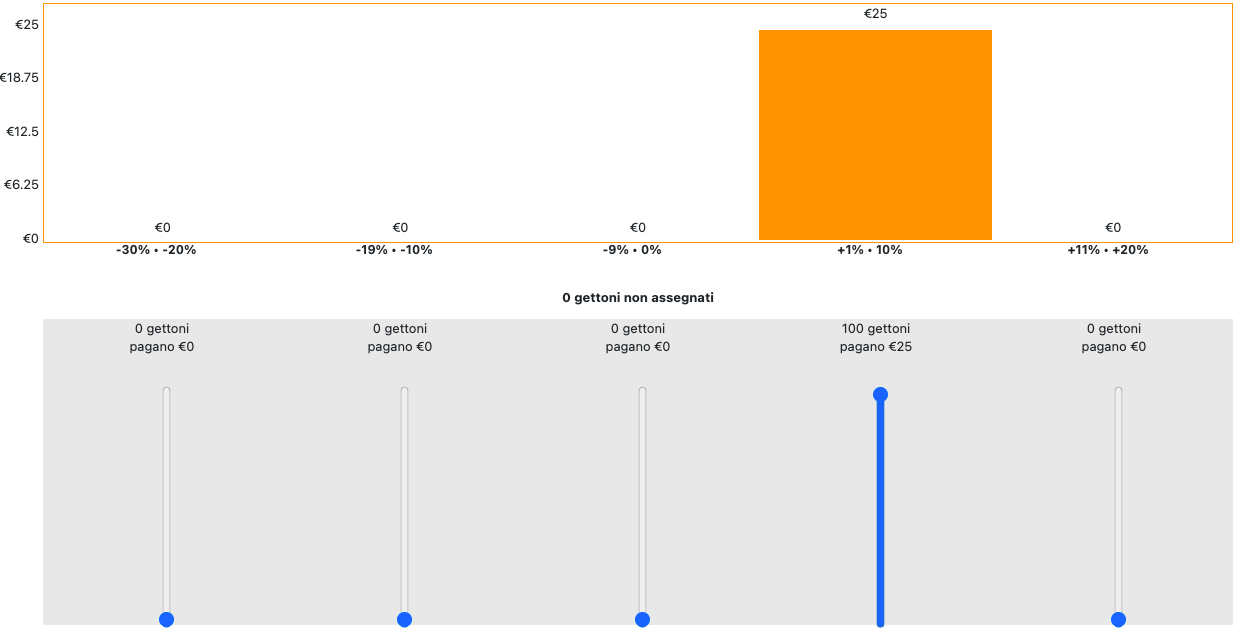 €25
€25
€18.75
€12.5
€6.25
€0 €0 €0 €0
€0
-30% • -20% -19% • -10% -9% • 0% +1% • 10% +11% • +20%
0 gettoni non assegnati
0 gettoni 0 gettoni 0 gettoni 100 gettoni 0 gettoni
pagano €0 pagano €0 pagano €0 pagano €25 pagano €0